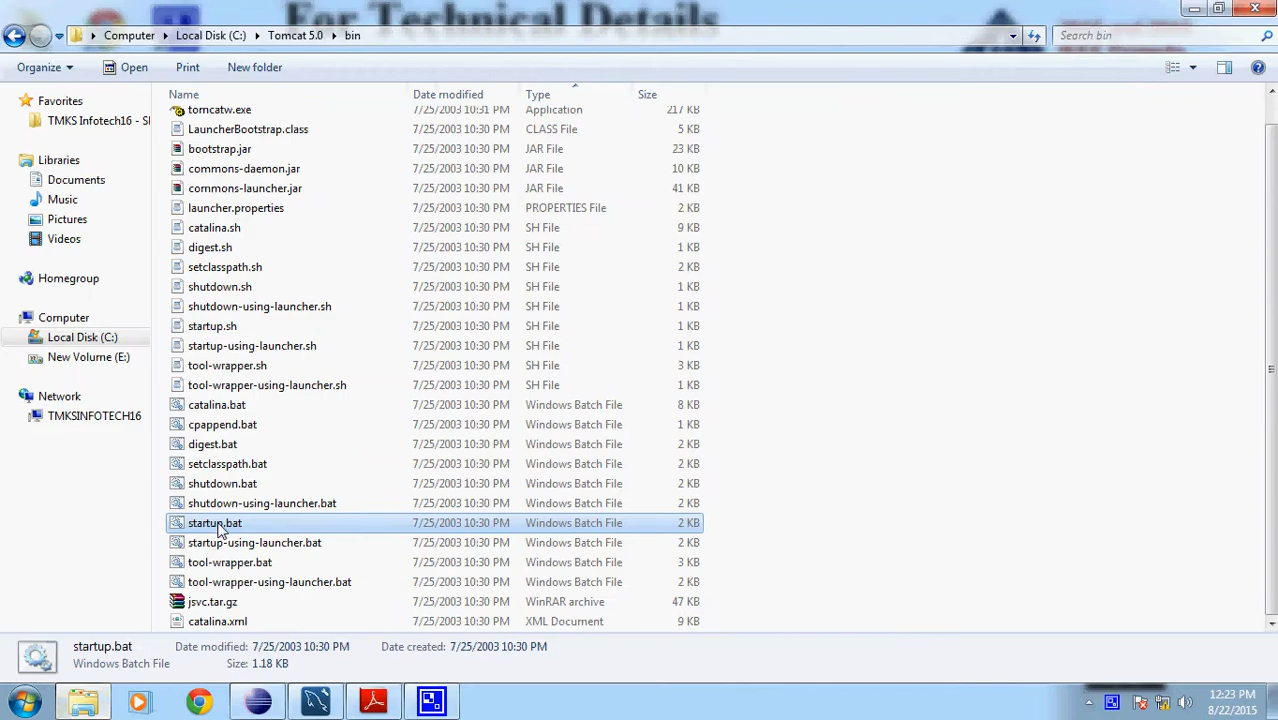 For Technical Details
Computer Local Disk (C:) Tomcat 5.0 bin
Search bin
Organize Open Print New folder
Name Date modified Type Size
Favorites
TMKS Infotech16 - SI
Libraries
Documents
Music
Pictures
Videos
Homegroup
Computer
Local Disk (C:)
New Volume (E:)
Network
TMKSINFOTECH16
tomcatw.exe 7/25/2003 10:31 PM Application 217 KB
LauncherBootstrap.class 7/25/2003 10:30 PM CLASS File 5 KB
bootstrap.jar 7/25/2003 10:30 PM JAR File 23 KB
commons-daemon.jar 7/25/2003 10:30 PM JAR File 10 KB
commons-launcher.jar 7/25/2003 10:30 PM JAR File 41 KB
launcher.properties 7/25/2003 10:30 PM PROPERTIES File 2 KB
catalina.sh 7/25/2003 10:30 PM SH File 9 KB
digest.sh 7/25/2003 10:30 PM SH File 1 KB
setclasspath.sh 7/25/2003 10:30 PM SH File 2 KB
shutdown.sh 7/25/2003 10:30 PM SH File 1 KB
shutdown-using-launcher.sh 7/25/2003 10:30 PM SH File 1 KB
startup.sh 7/25/2003 10:30 PM SH File 1 KB
startup-using-launcher.sh 7/25/2003 10:30 PM SH File 1 KB
tool-wrapper.sh 7/25/2003 10:30 PM SH File 3 KB
tool-wrapper-using-launcher.sh 7/25/2003 10:30 PM SH File 1 KB
catalina.bat 7/25/2003 10:30 PM Windows Batch File 8 KB
cpappend.bat 7/25/2003 10:30 PM Windows Batch File 1 KB
digest.bat 7/25/2003 10:30 PM Windows Batch File 2 KB
setclasspath.bat 7/25/2003 10:30 PM Windows Batch File 2 KB
shutdown.bat 7/25/2003 10:30 PM Windows Batch File 2 KB
shutdown-using-launcher.bat 7/25/2003 10:30 PM Windows Batch File 2 KB
startup.bat 7/25/2003 10:30 PM Windows Batch File 2 KB
startup-using-launcher.bat 7/25/2003 10:30 PM Windows Batch File 2 KB
tool-wrapper.bat 7/25/2003 10:30 PM Windows Batch File 3 KB
tool-wrapper-using-launcher.bat 7/25/2003 10:30 PM Windows Batch File 2 KB
jsvc.tar.gz 7/25/2003 10:30 PM WinRAR archive 47 KB
catalina.xml 7/25/2003 10:30 PM XML Document 9 KB
startup.bat Date modified: 7/25/2003 10:30 PM Date created: 7/25/2003 10:30 PM
Windows Batch File Size: 1.18 KB
12:23 PM
8/22/2015